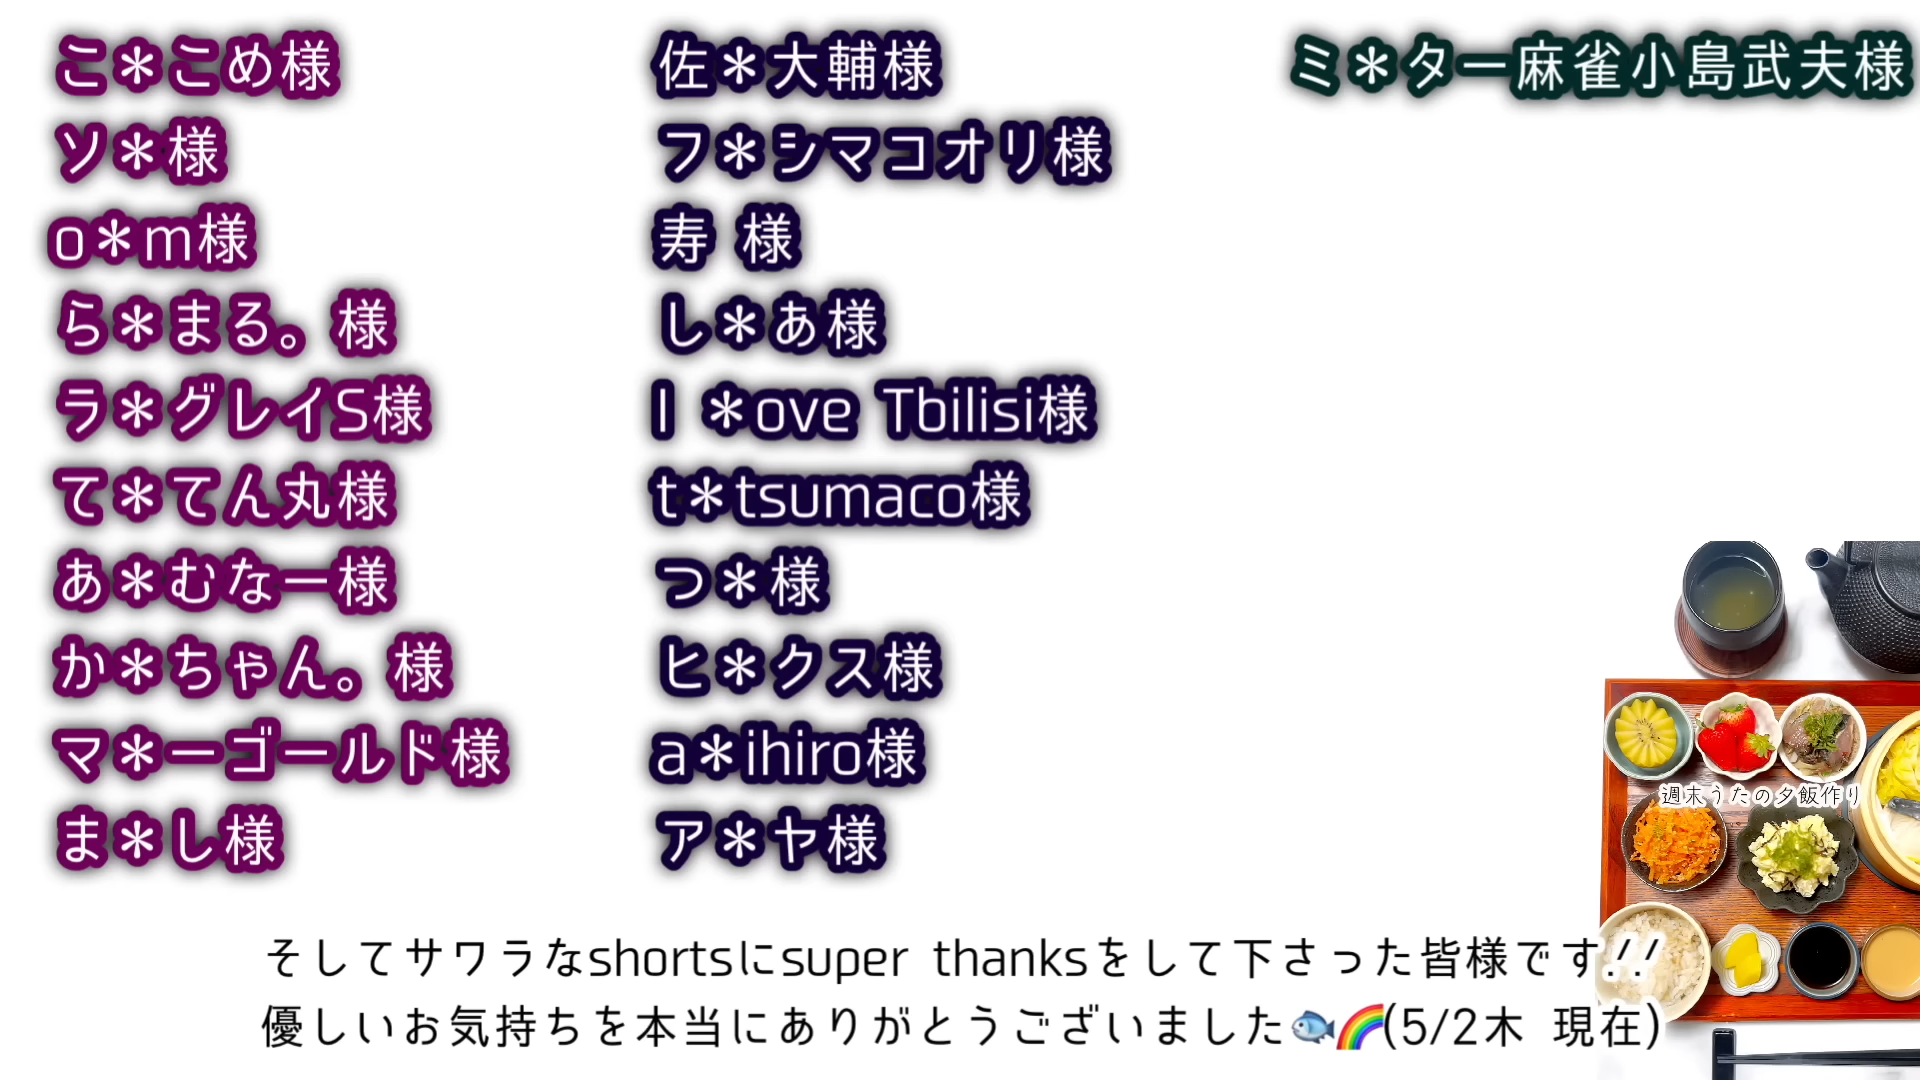 こ＊こめ様
ソ＊様
o＊m様
ら＊まる。様
ラ＊グレイS様
て＊てん丸様
あ＊むなー様
か＊ちゃん。様
マ＊ーゴールド様
ま＊し様
佐＊大輔様
フ＊シマコオリ様
寿 様
し＊あ様
I ＊ove Tbilisi様
t＊tsumaco様
つ＊様
ヒ＊クス様
a＊ihiro様
ア＊ヤ様
ミ＊ター麻雀小島武夫様
週末うたの夕飯作り
そしてサワラなshortsにsuper thanksをして下さった皆様です!!
優しいお気持ちを本当にありがとうございました🐟🌈(5/2木 現在)